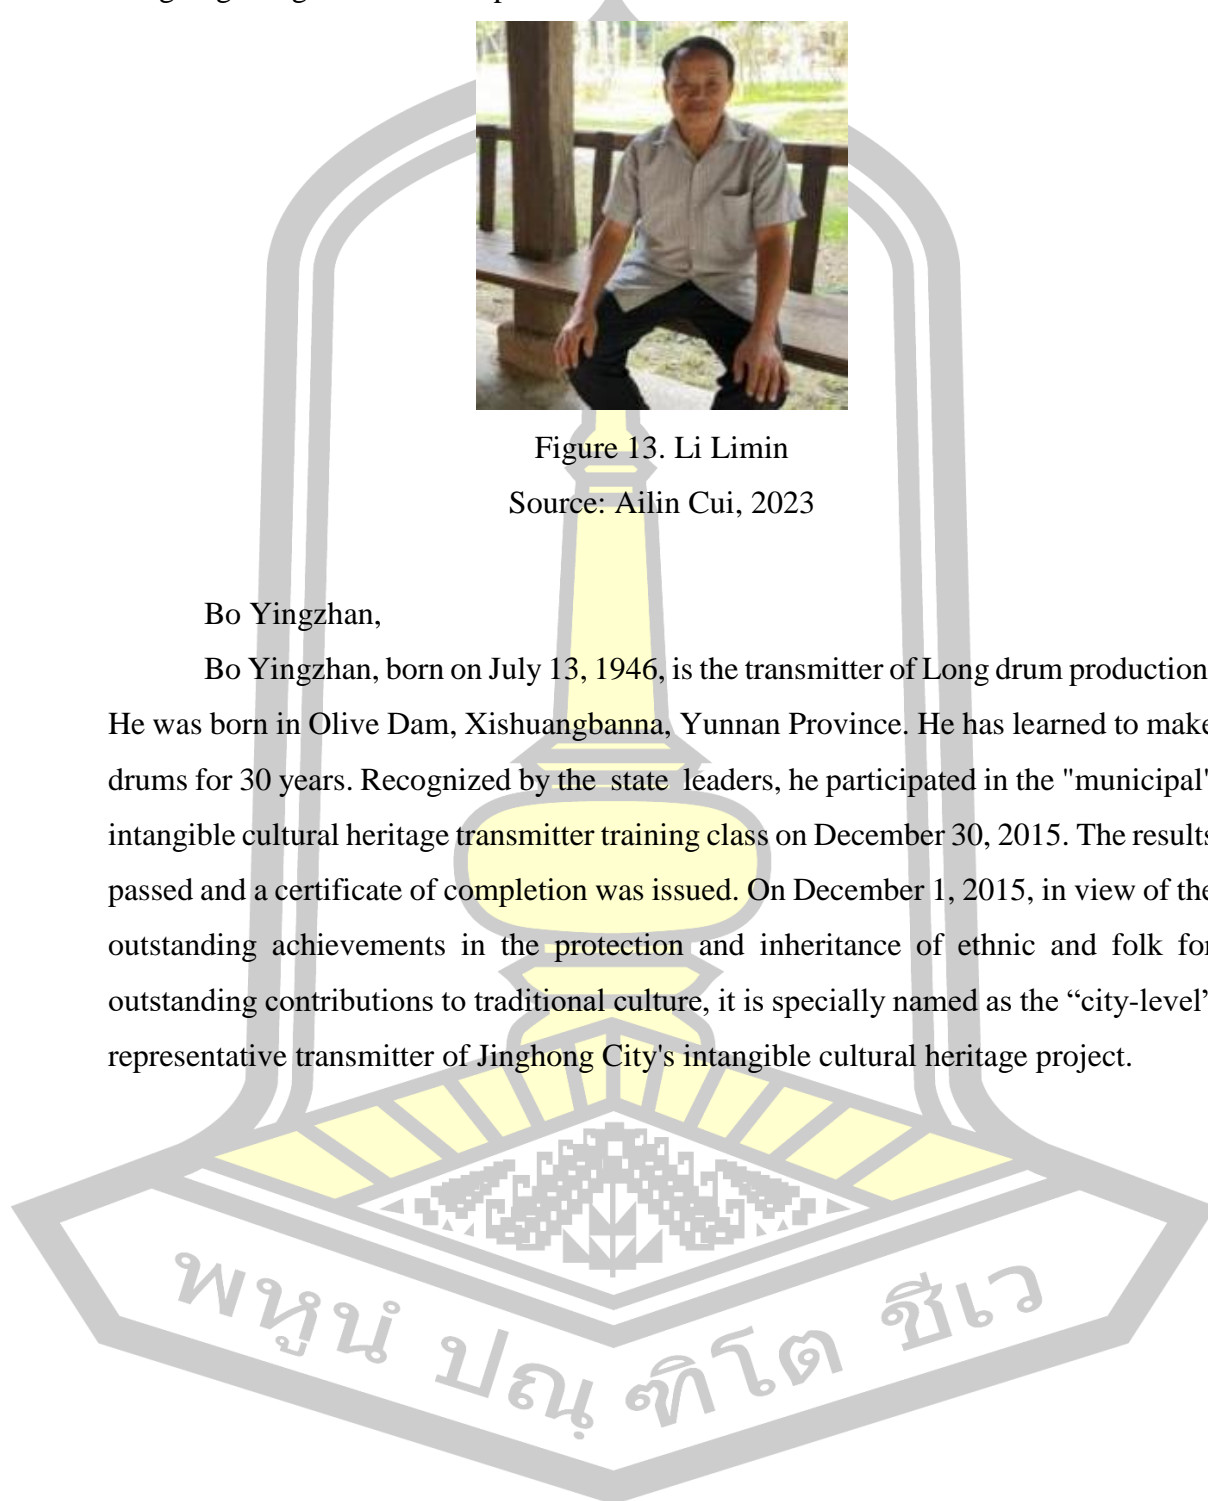 Figure 13. Li Limin
Source: Ailin Cui, 2023
Bo Yingzhan,
Bo Yingzhan, born on July 13, 1946, is the transmitter of Long drum production
He was born in Olive Dam, Xishuangbanna, Yunnan Province. He has learned to make
drums for 30 years. Recognized by the state leaders, he participated in the "municipal"
intangible cultural heritage transmitter training class on December 30, 2015. The results
passed and a certificate of completion was issued. On December 1, 2015, in view of the
outstanding achievements in the protection and inheritance of ethnic and folk for
outstanding contributions to traditional culture, it is specially named as the “city-level”
representative transmitter of Jinghong City's intangible cultural heritage project.
พหูนํ ปณฺฑิโต ชีเว